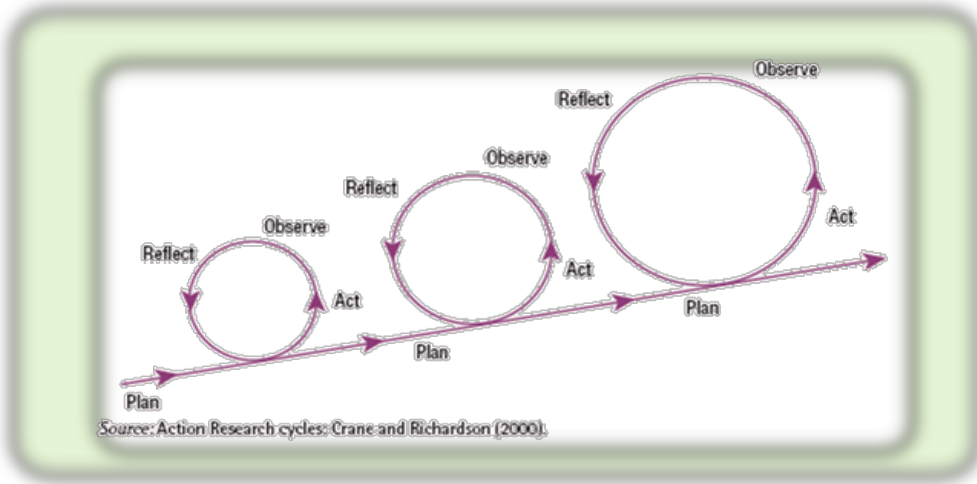 Observe
Reflect
Observe
Reflect
Act
Observe
Reflect
Act
Act
Plan
Plan
Plan
Source: Action Research cycles: Crane and Richardson (2000).